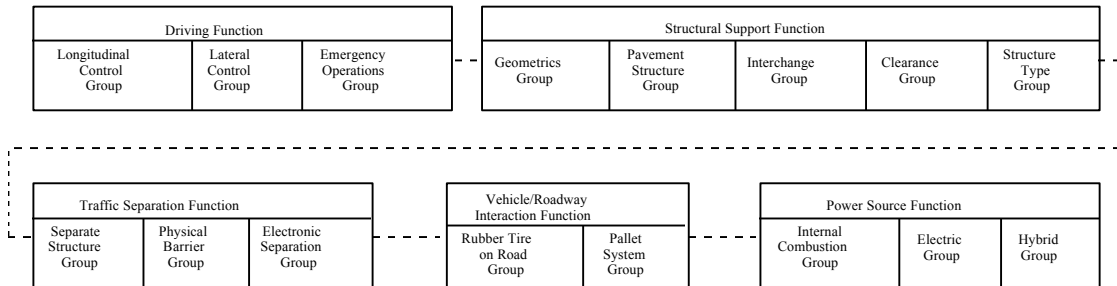 Driving Function
Longitudinal
Control
Group
Lateral
Control
Group
Emergency
Operations
Group
Structural Support Function
Geometrics
Group
Pavement
Structure
Group
Interchange
Group
Clearance
Group
Structure
Type
Group
Traffic Separation Function
Separate
Structure
Group
Physical
Barrier
Group
Electronic
Separation
Group
Vehicle/Roadway
Interaction Function
Rubber Tire
on Road
Group
Pallet
System
Group
Power Source Function
Internal
Combustion
Group
Electric
Group
Hybrid
Group